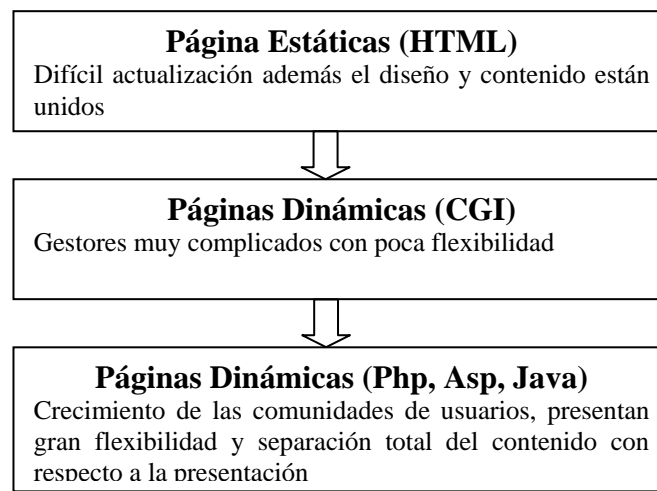 Página Estáticas (HTML)
Difícil actualización además el diseño y contenido están
unidos
Páginas Dinámicas (CGI)
Gestores muy complicados con poca flexibilidad
Páginas Dinámicas (Php, Asp, Java)
Crecimiento de las comunidades de usuarios, presentan
gran flexibilidad y separación total del contenido con
respecto a la presentación